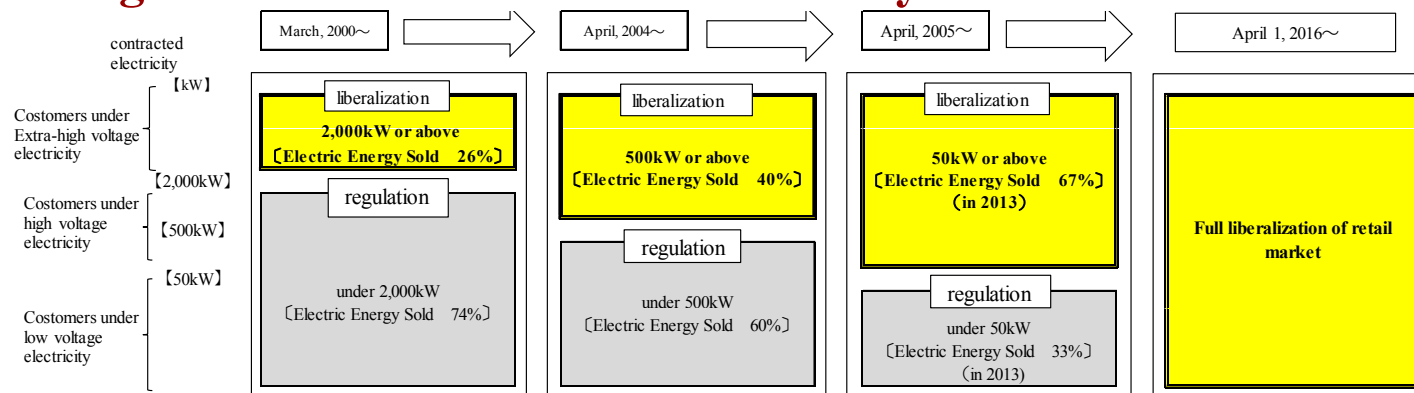 March, 2000～
April, 2004～
April, 2005～
April 1, 2016～
contracted
electricity
【kW】
Costomers under
Extra-high voltage
electricity
【2,000kW】
Costomers under
high voltage
electricity
【500kW】
【50kW】
Costomers under
low voltage
electricity
liberalization
2,000kW or above
〔Electric Energy Sold 26%〕
regulation
under 2,000kW
〔Electric Energy Sold 74%〕
liberalization
500kW or above
〔Electric Energy Sold 40%〕
regulation
under 500kW
〔Electric Energy Sold 60%〕
liberalization
50kW or above
〔Electric Energy Sold 67%〕
（in 2013）
regulation
under 50kW
〔Electric Energy Sold 33%〕
（in 2013)
Full liberalization of retail
market